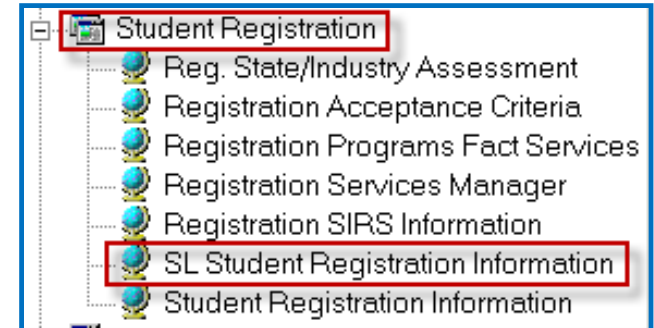 Student Registration
Reg. State/Industry Assessment
Registration Acceptance Criteria
Registration Programs Fact Services
Registration Services Manager
Registration SIRS Information
SL Student Registration Information
Student Registration Information